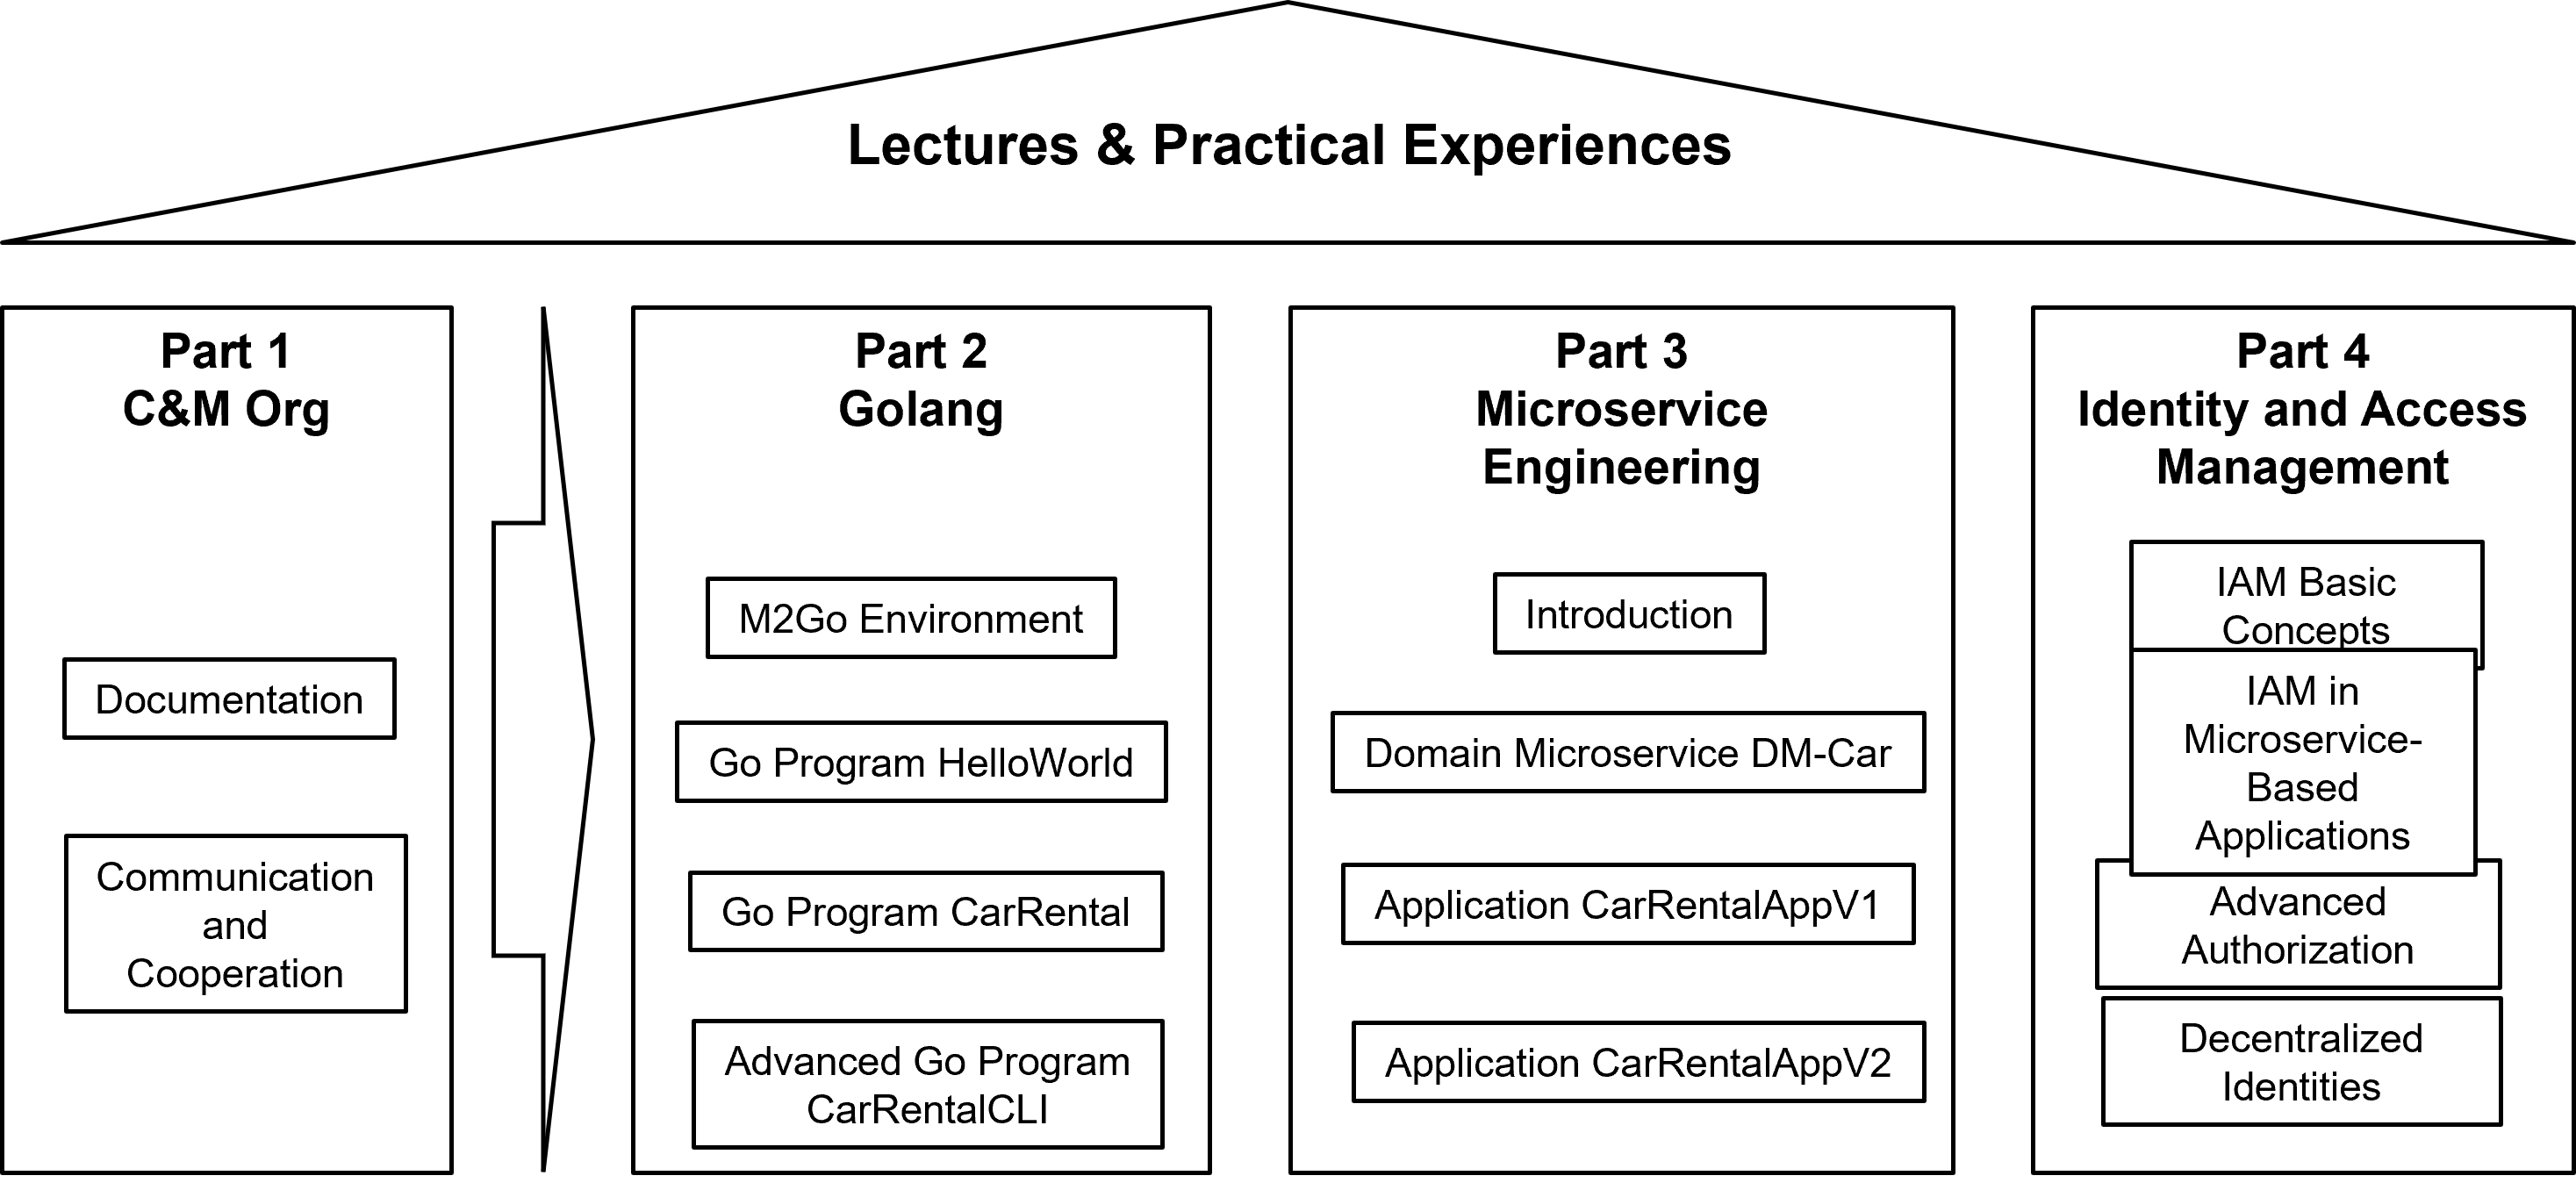 Lectures & Practical Experiences
Part 1
C&M Org
Documentation
Communication
and
Cooperation
Part 2
Golang
M2Go Environment
Go Program HelloWorld
Go Program CarRental
Advanced Go Program
CarRentalCLI
Part 3
Microservice
Engineering
Introduction
Domain Microservice DM-Car
Application CarRentalAppV1
Application CarRentalAppV2
Part 4
Identity and Access
Management
IAM Basic
Concepts
IAM in
Microservice-
Based
Applications
Advanced
Authorization
Decentralized
Identities